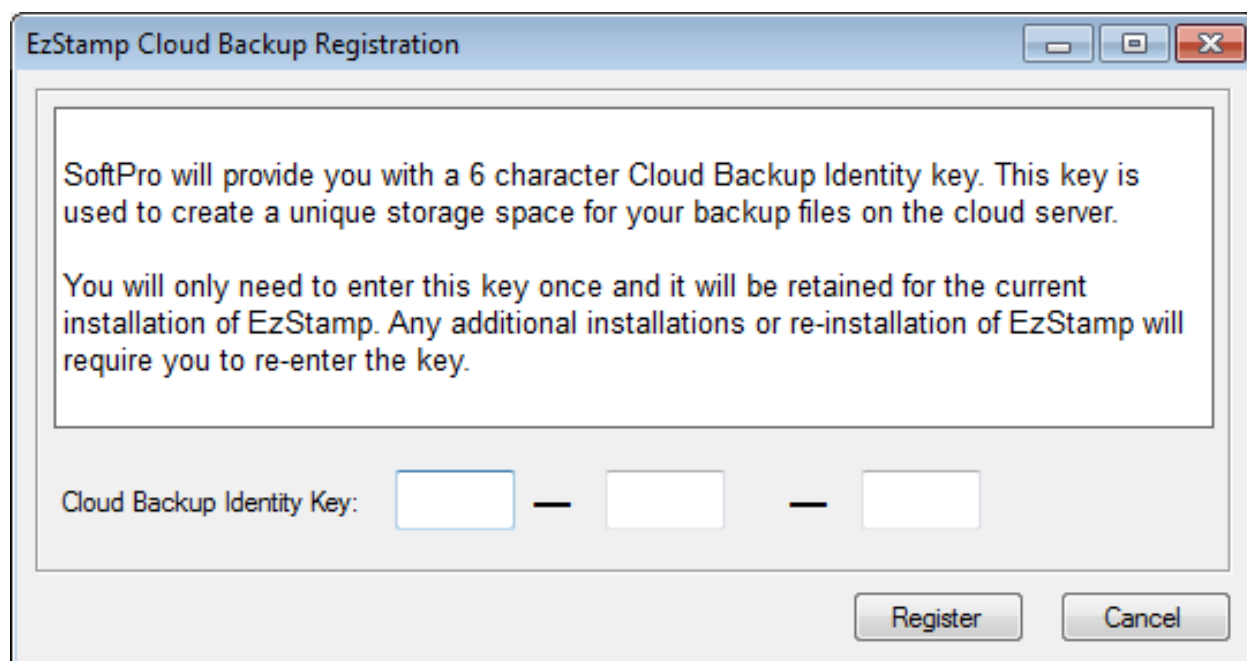 EzStamp Cloud Backup Registration
SoftPro will provide you with a 6 character Cloud Backup Identity key. This key is
used to create a unique storage space for your backup files on the cloud server.
You will only need to enter this key once and it will be retained for the current
installation of EzStamp. Any additional installations or re-installation of EzStamp will
require you to re-enter the key.
Cloud Backup Identity Key:
Register Cancel